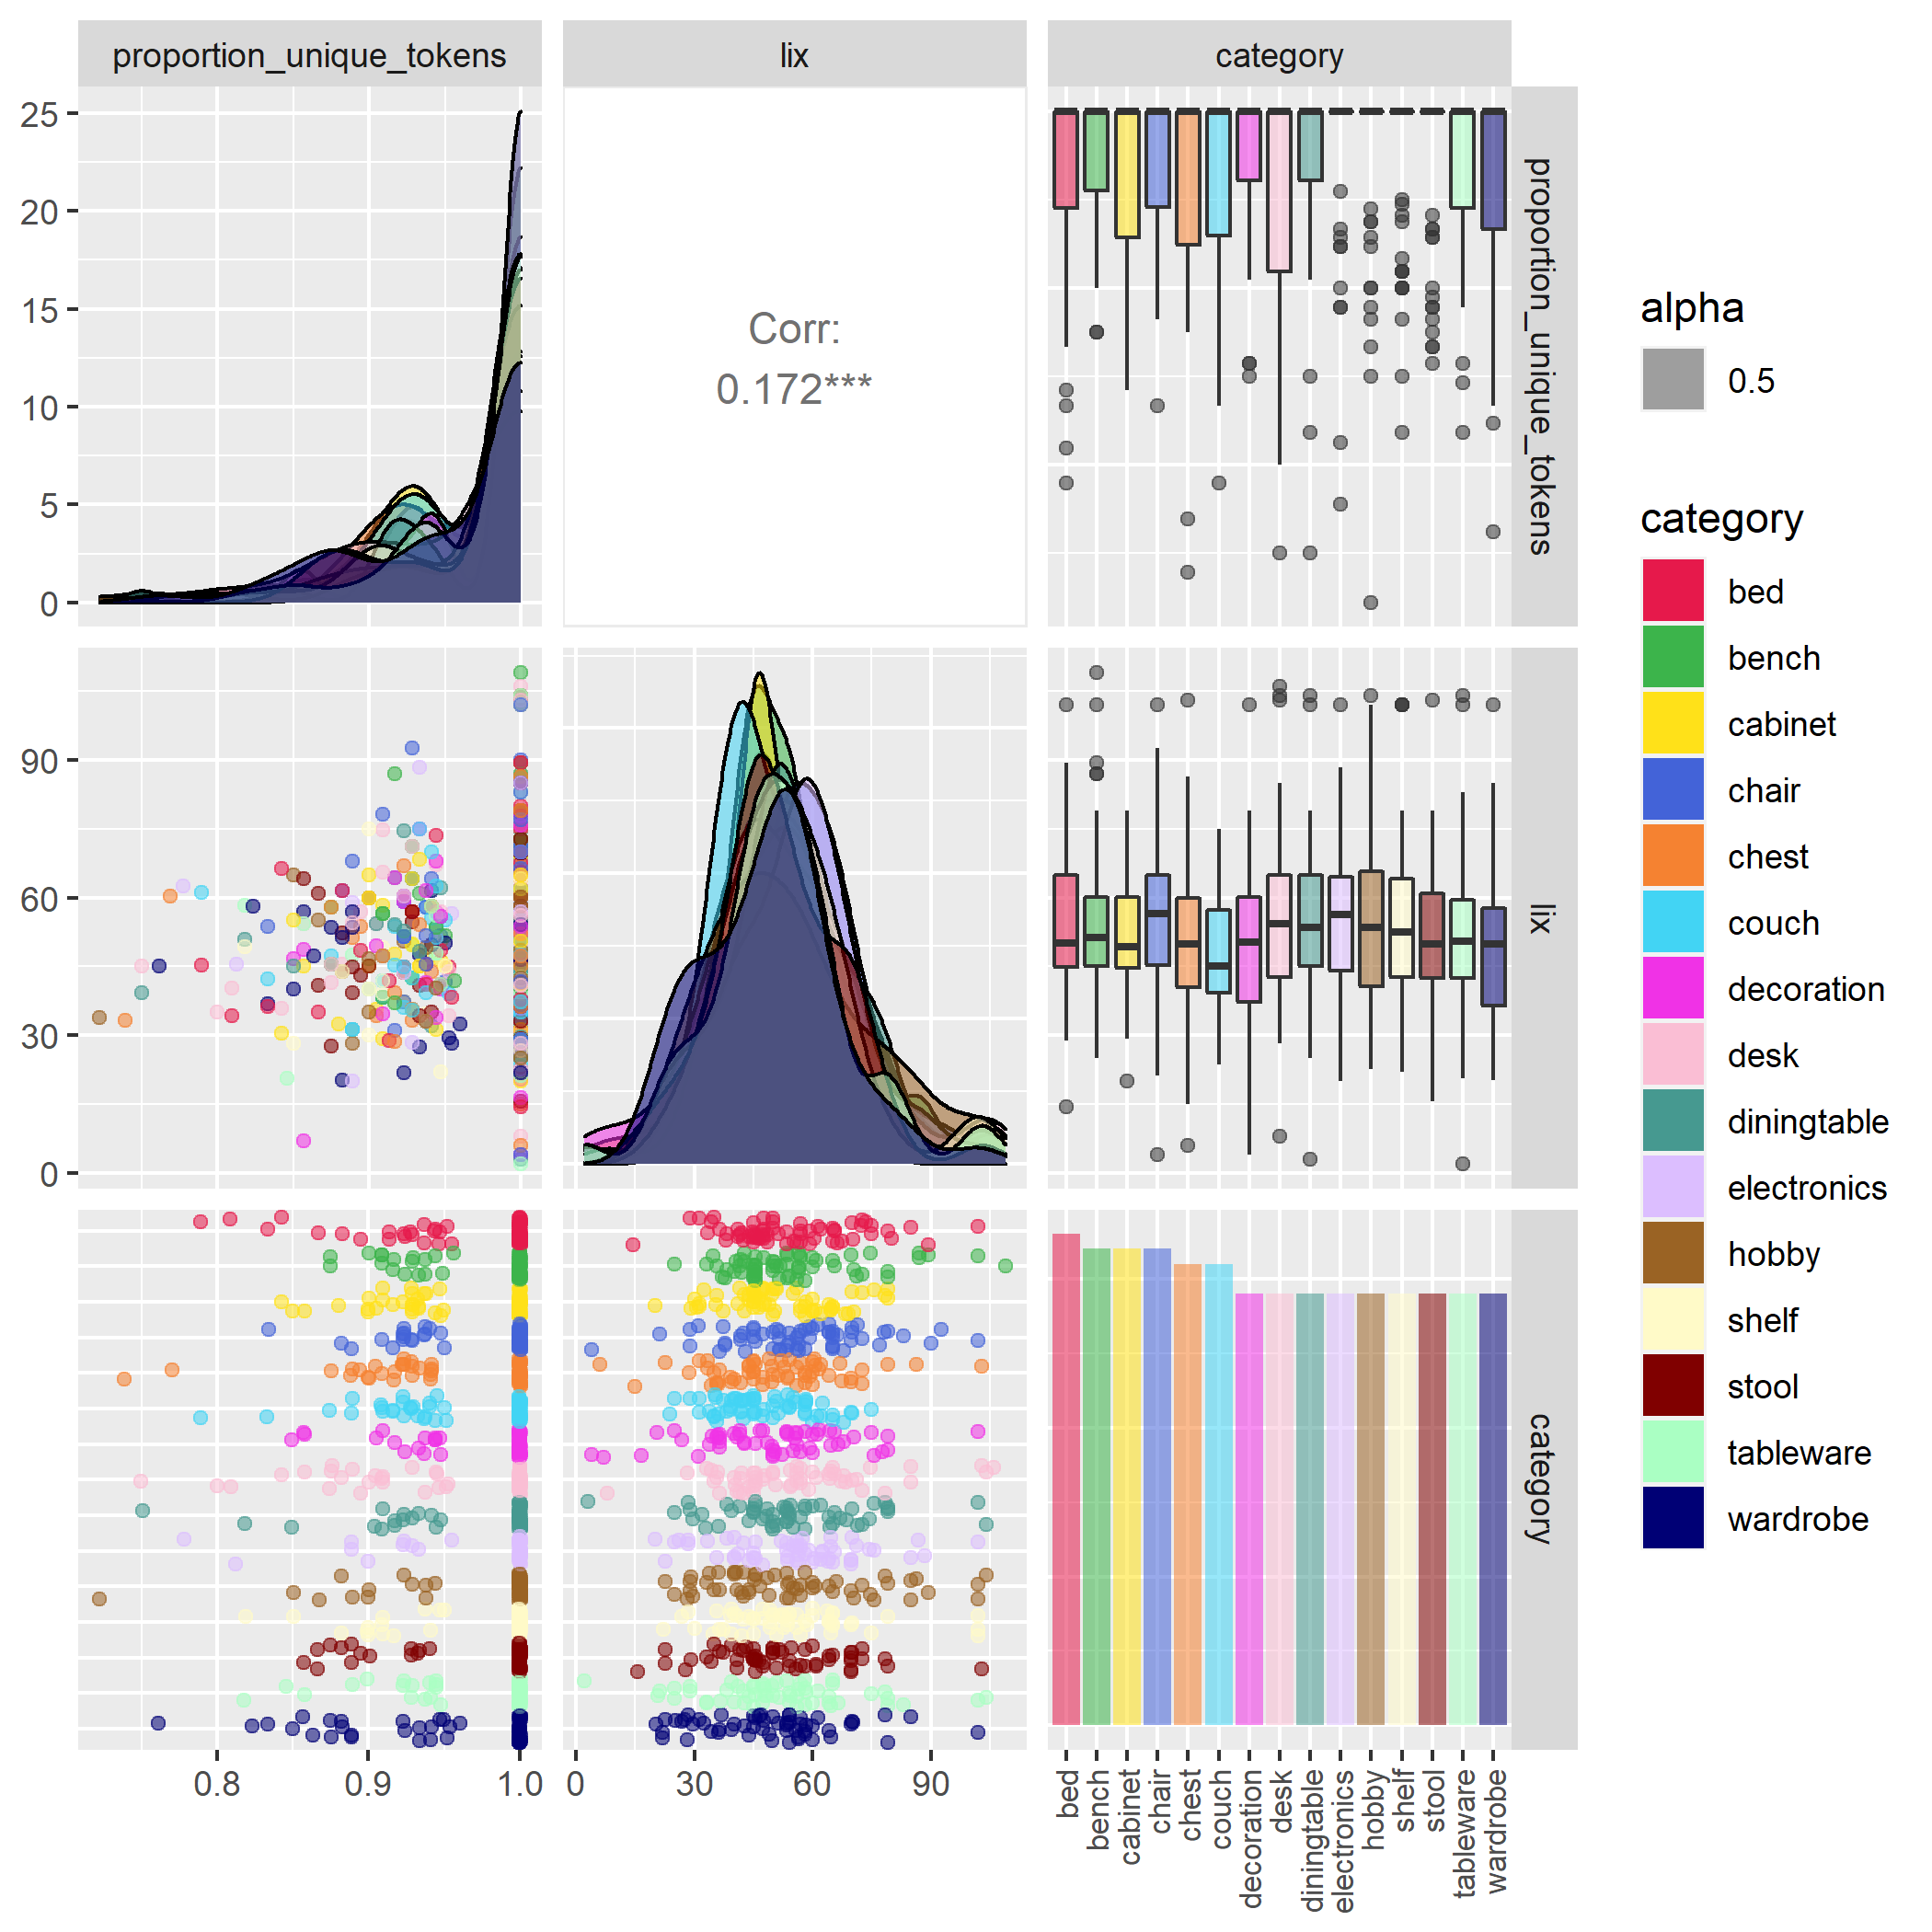 proportion_unique_tokens
lix
category
25
20
15
10
5
0
Corr:
0.172***
proportion_unique_tokens
90
60
30
0
lix
category
0.8
0.9
1.0
0
30
60
90
bed
bench
cabinet
chair
chest
couch
decoration
desk
diningtable
electronics
hobby
shelf
stool
tableware
wardrobe
alpha
0.5
category
bed
bench
cabinet
chair
chest
couch
decoration
desk
diningtable
electronics
hobby
shelf
stool
tableware
wardrobe